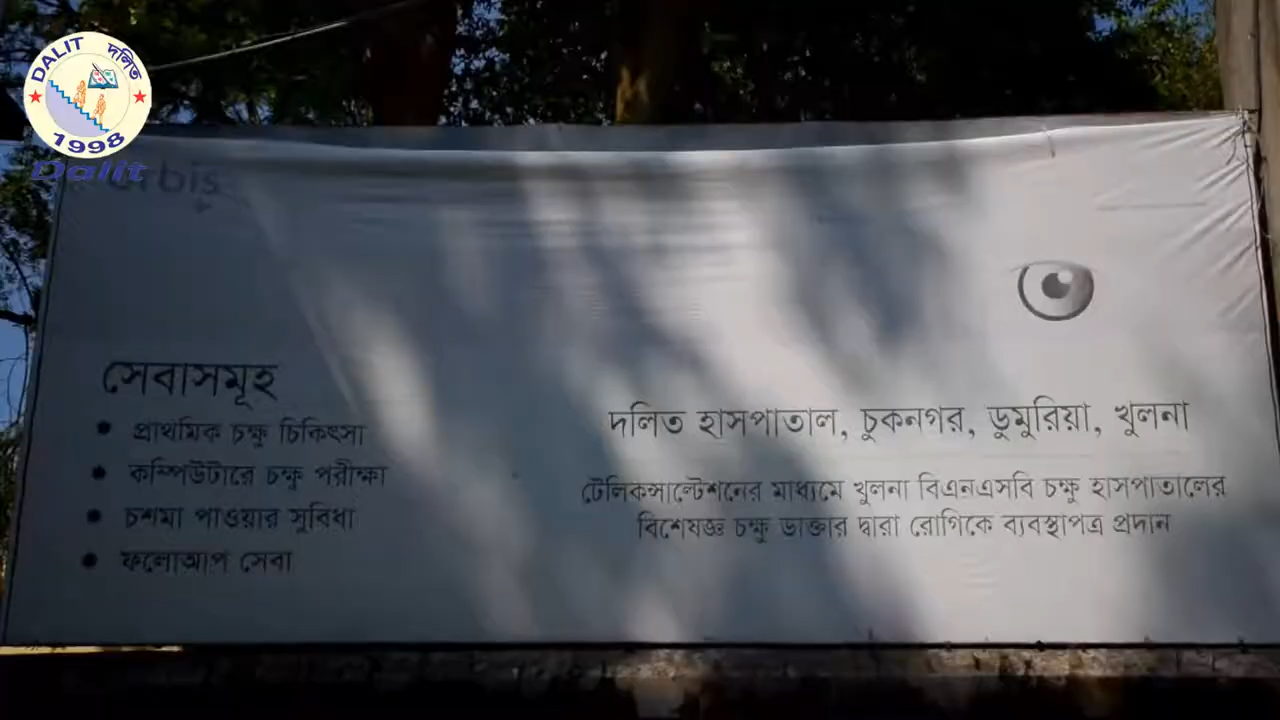 DALIT দলিত
1998
Dalit
সেবাসমূহ
প্রাথমিক চক্ষু চিকিৎসা
কম্পিউটারে চক্ষু পরীক্ষা
চশমা পাওয়ার সুবিধা
ফলোআপ সেবা
দলিত হাসপাতাল, চুকনগর, ডুমুরিয়া, খুলনা
টেলিকন্সাল্টেশনের মাধ্যমে খুলনা বিএনএসবি চক্ষু হাসপাতালের
বিশেষজ্ঞ চক্ষু ডাক্তার দ্বারা রোগিকে ব্যবস্থাপত্র প্রদান